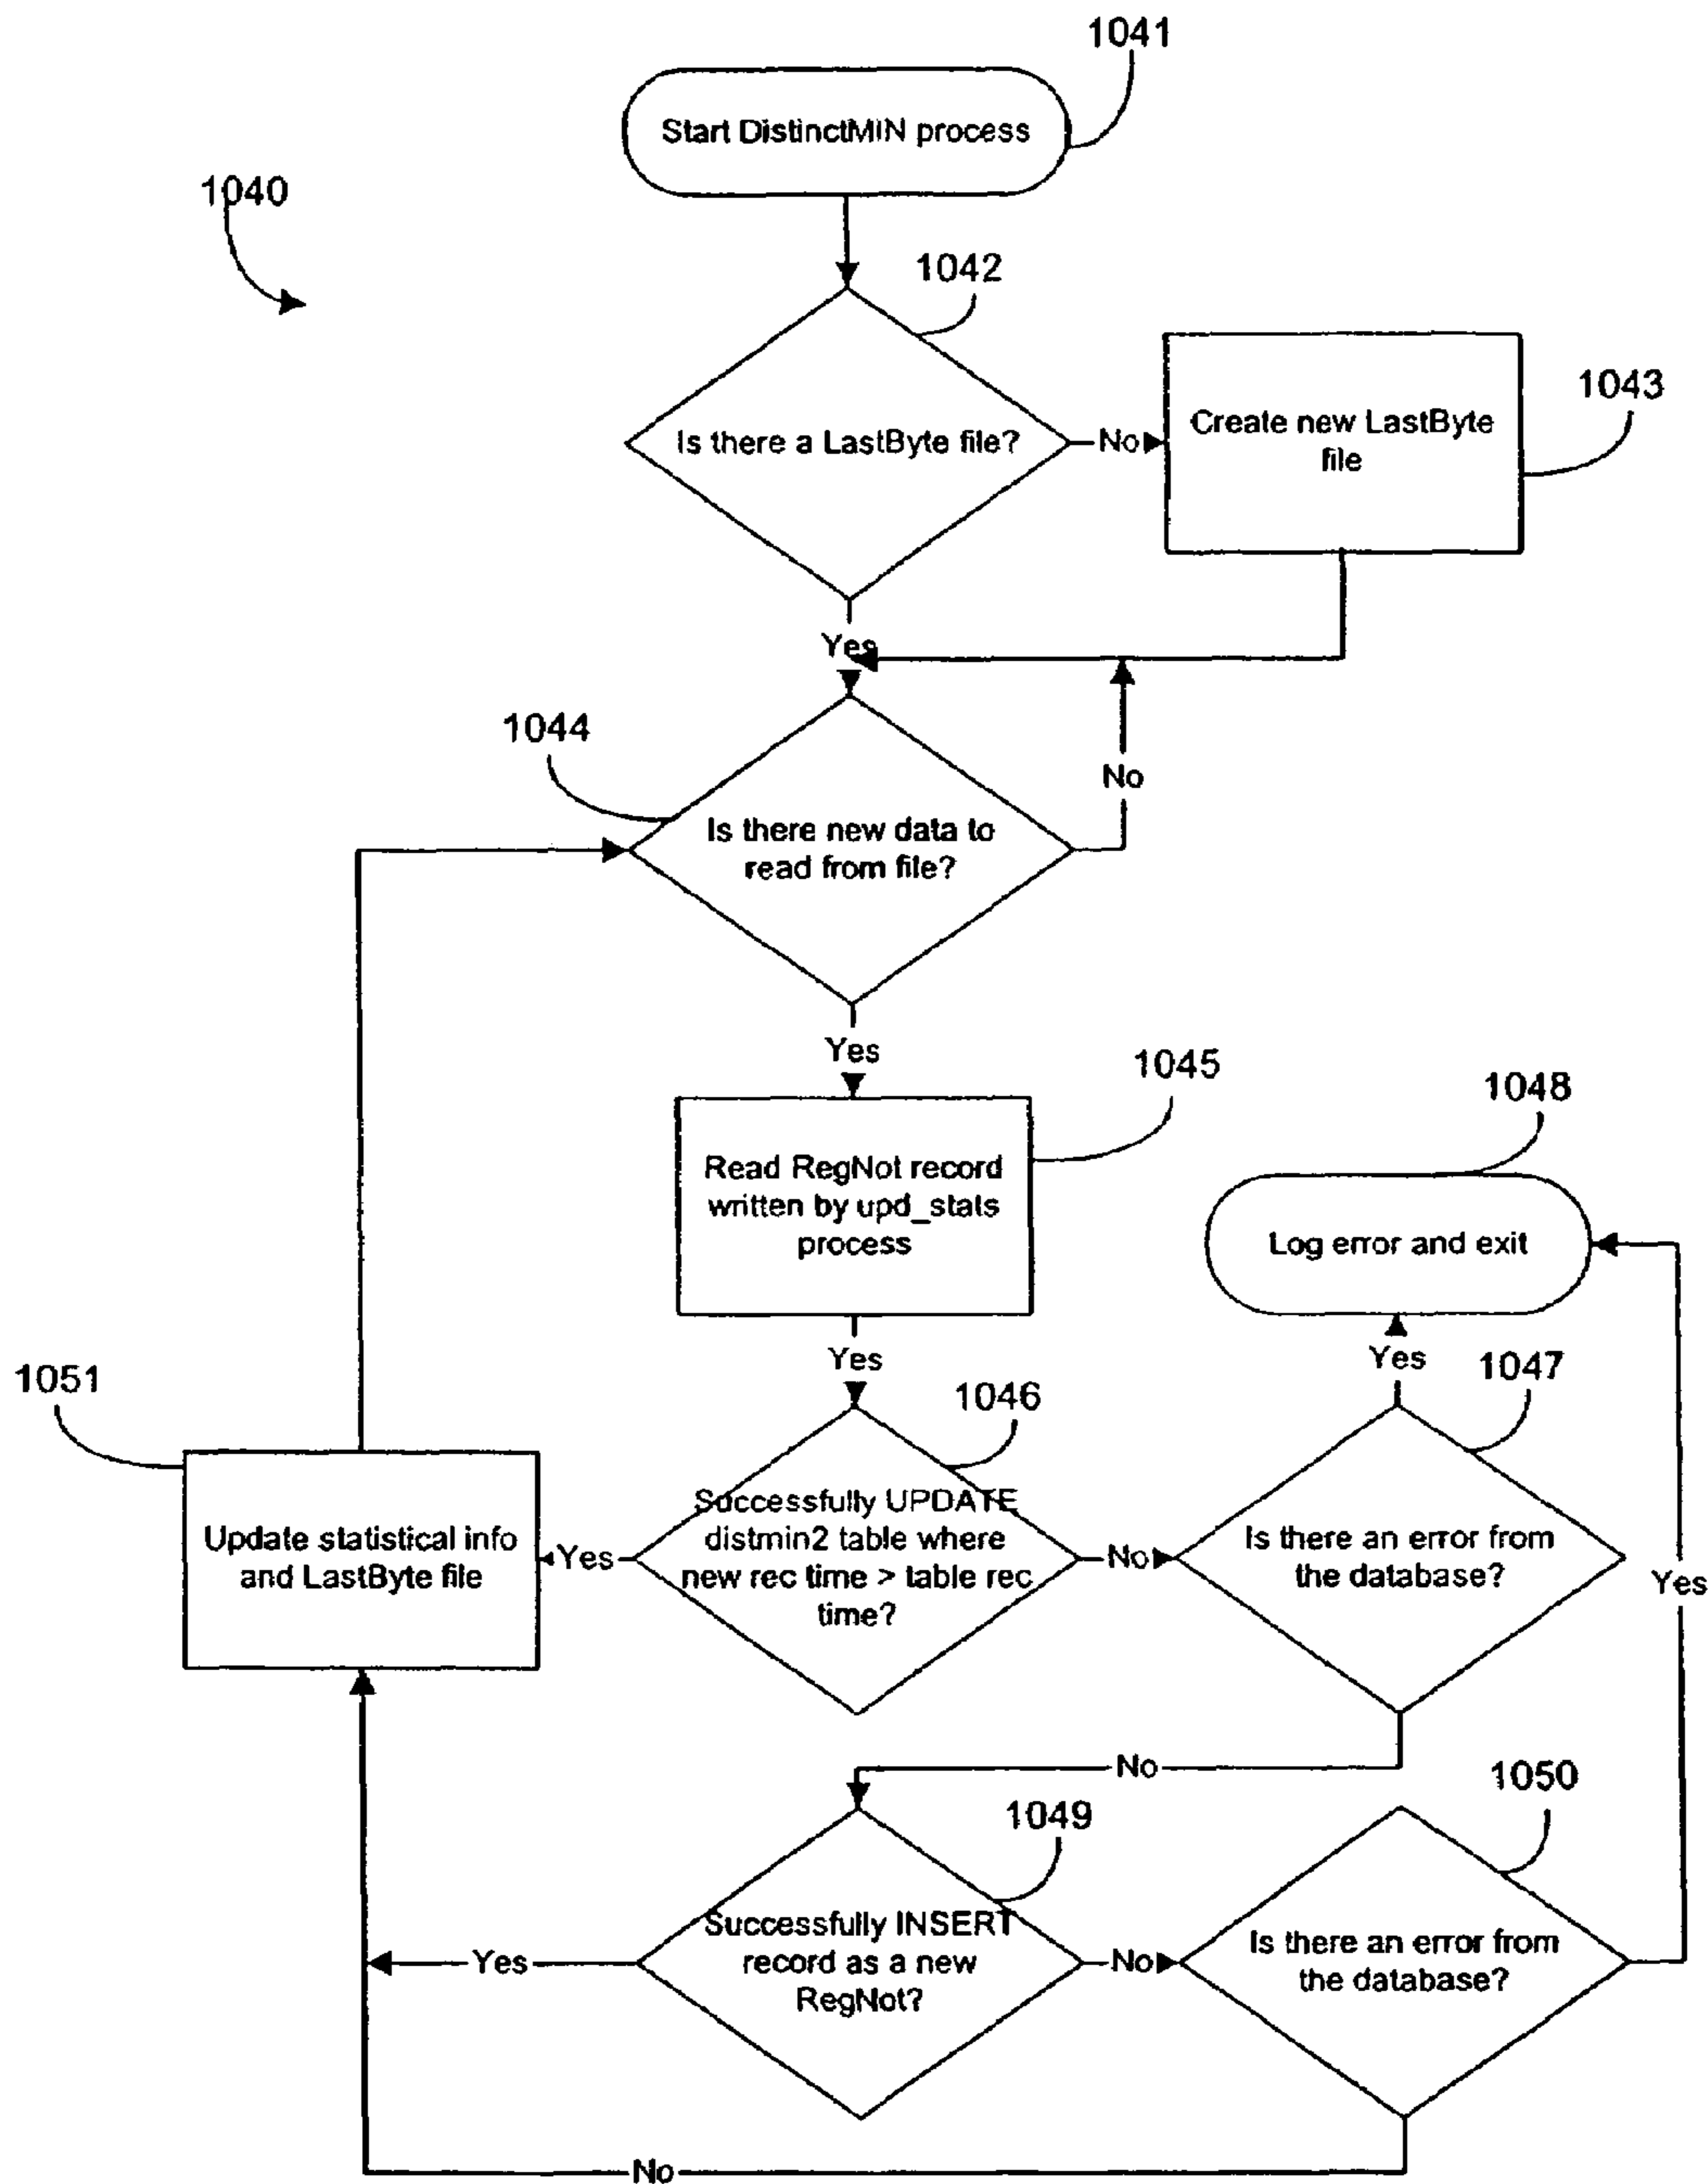 1041
Start DistinctMIN process
1040
1042
Is there a LastByte file?
No
Create new LastByte
file
1043
Yes
1044
No
Is there new data to
read from file?
Yes
1045
Read RegNot record
written by upd_stats
process
1048
Log error and exit
Yes
Yes
1047
1046
1051
Successfully UPDATE
distmin2 table where
new rec time > table rec
time?
Update statistical info
and LastByte file
Yes
No
Is there an error from
the database?
Yes
No
1050
1049
Successfully INSERT
record as a new
RegNot?
Yes
No
Is there an error from
the database?
No